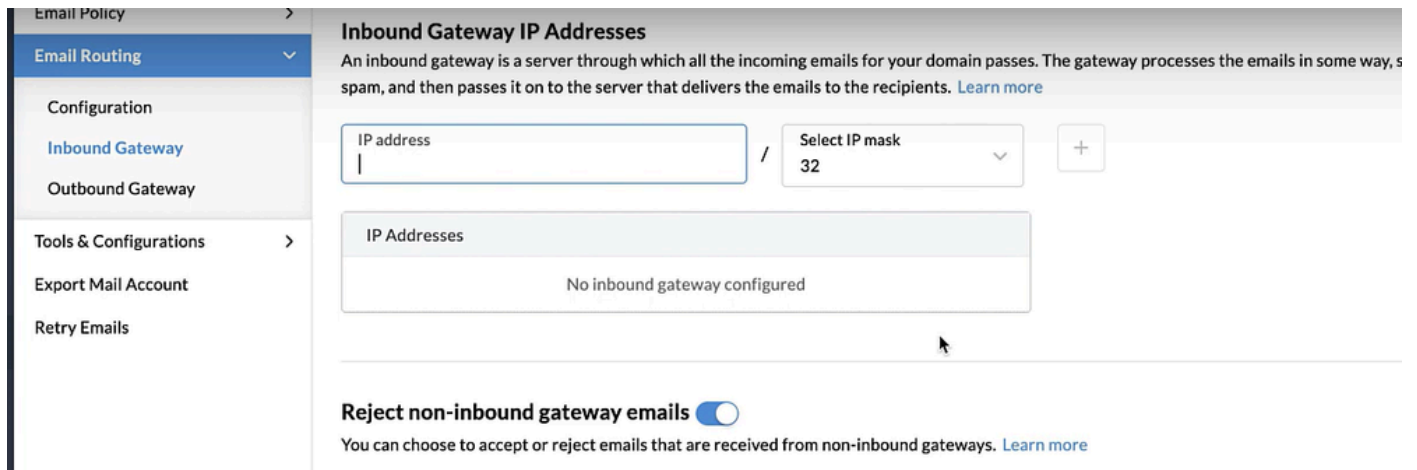 Email Policy
Email Routing
Configuration
Inbound Gateway
Outbound Gateway
Tools & Configurations
Export Mail Account
Retry Emails
Inbound Gateway IP Addresses
An inbound gateway is a server through which all the incoming emails for your domain passes. The gateway processes the emails in some way,
spam, and then passes it on to the server that delivers the emails to the recipients. Learn more
IP address
/
Select IP mask
32
+
IP Addresses
No inbound gateway configured
Reject non-inbound gateway emails
You can choose to accept or reject emails that are received from non-inbound gateways. Learn more